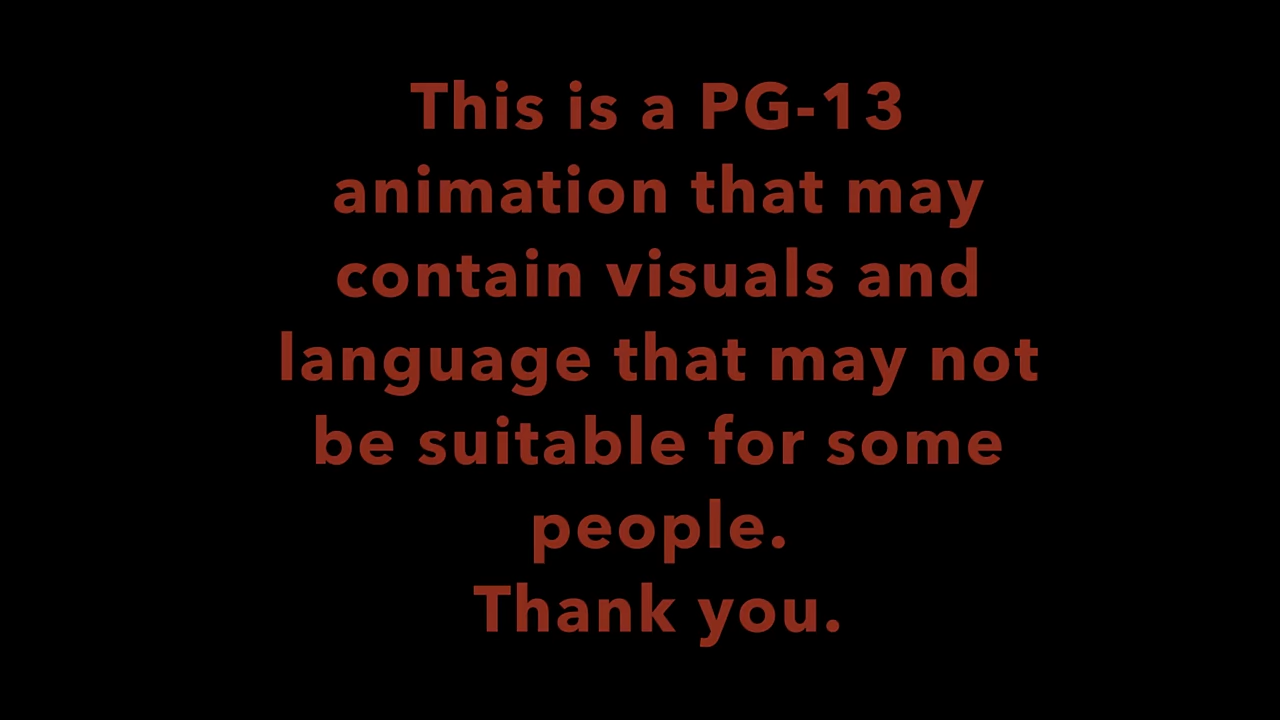 This is a PG-13
animation that may
contain visuals and
language that may not
be suitable for some
people.
Thank you.